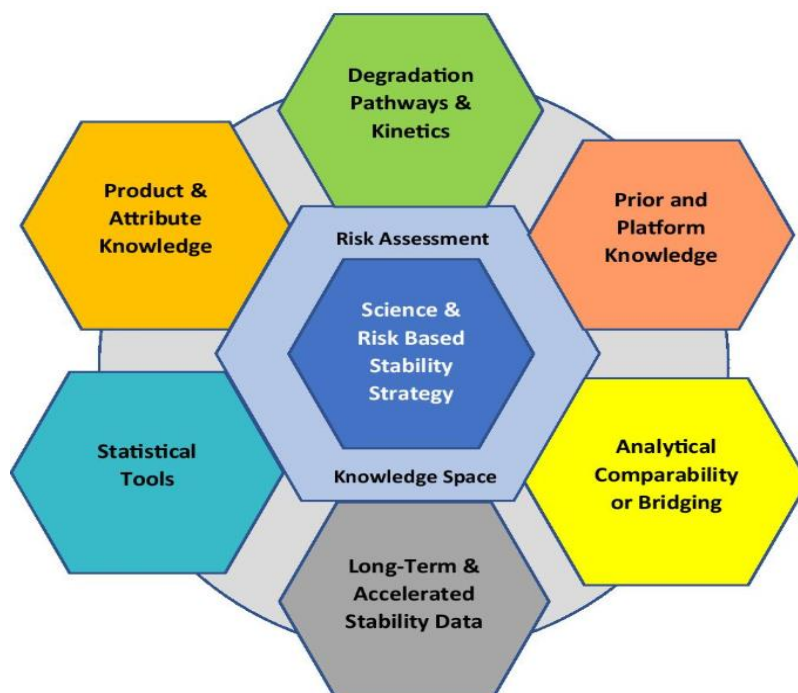 Degradation
Pathways &
Kinetics
Product &
Attribute
Knowledge
Prior and
Platform
Knowledge
Risk Assessment
Science &
Risk Based
Stability
Strategy
Knowledge Space
Statistical
Tools
Analytical
Comparability
or Bridging
Long-Term &
Accelerated
Stability Data